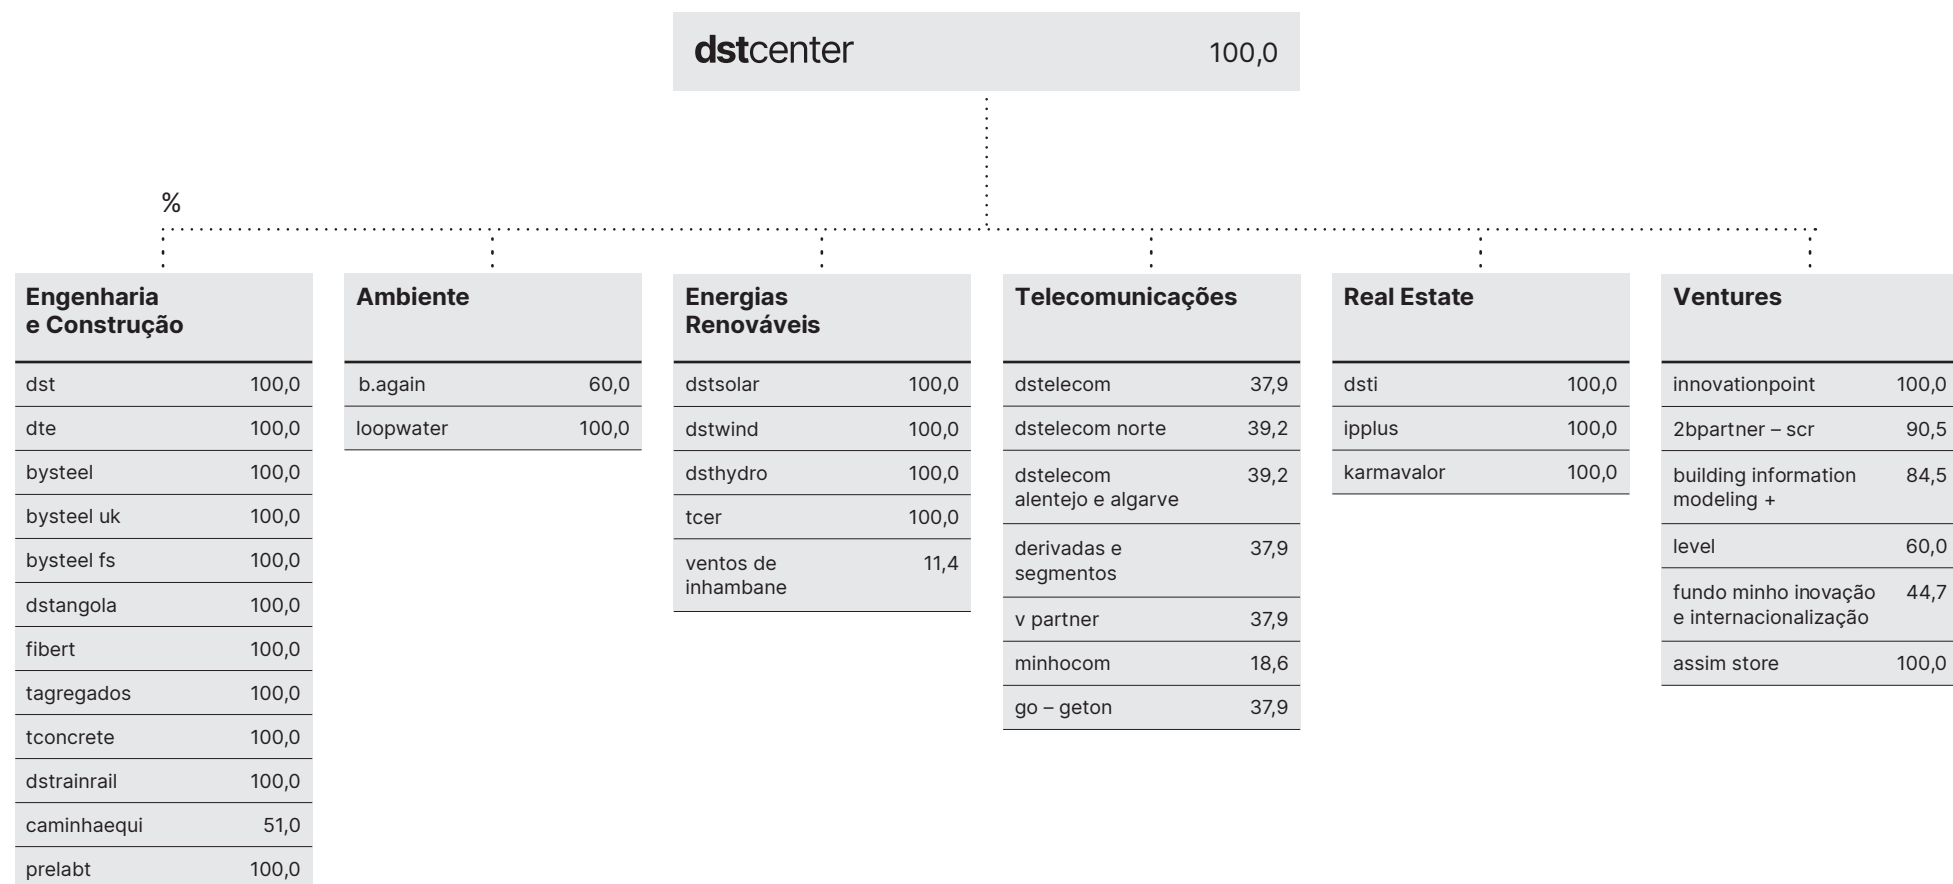 dstcenter 100,0
%
Engenharia
e Construção
dst 100,0
dte 100,0
bysteel 100,0
bysteel uk 100,0
bysteel fs 100,0
dstangola 100,0
fibert 100,0
tagregados 100,0
tconcrete 100,0
dstrainrail 100,0
caminhaequi 51,0
prelabt 100,0
Ambiente
b.again 60,0
loopwater 100,0
Energias
Renováveis
dstsolar 100,0
dstwind 100,0
dsthydro 100,0
tcer 100,0
ventos de 11,4
inhambane
Telecomunicações
dstelecom 37,9
dstelecom norte 39,2
dstelecom 39,2
alentejo e algarve
derivadas e 37,9
segmentos
v partner 37,9
minhocom 18,6
go – geton 37,9
Real Estate
dsti 100,0
ipplus 100,0
karmavalor 100,0
Ventures
innovationpoint 100,0
2bpartner – scr 90,5
building information 84,5
modeling +
level 60,0
fundo minho inovação 44,7
e internacionalização
assim store 100,0